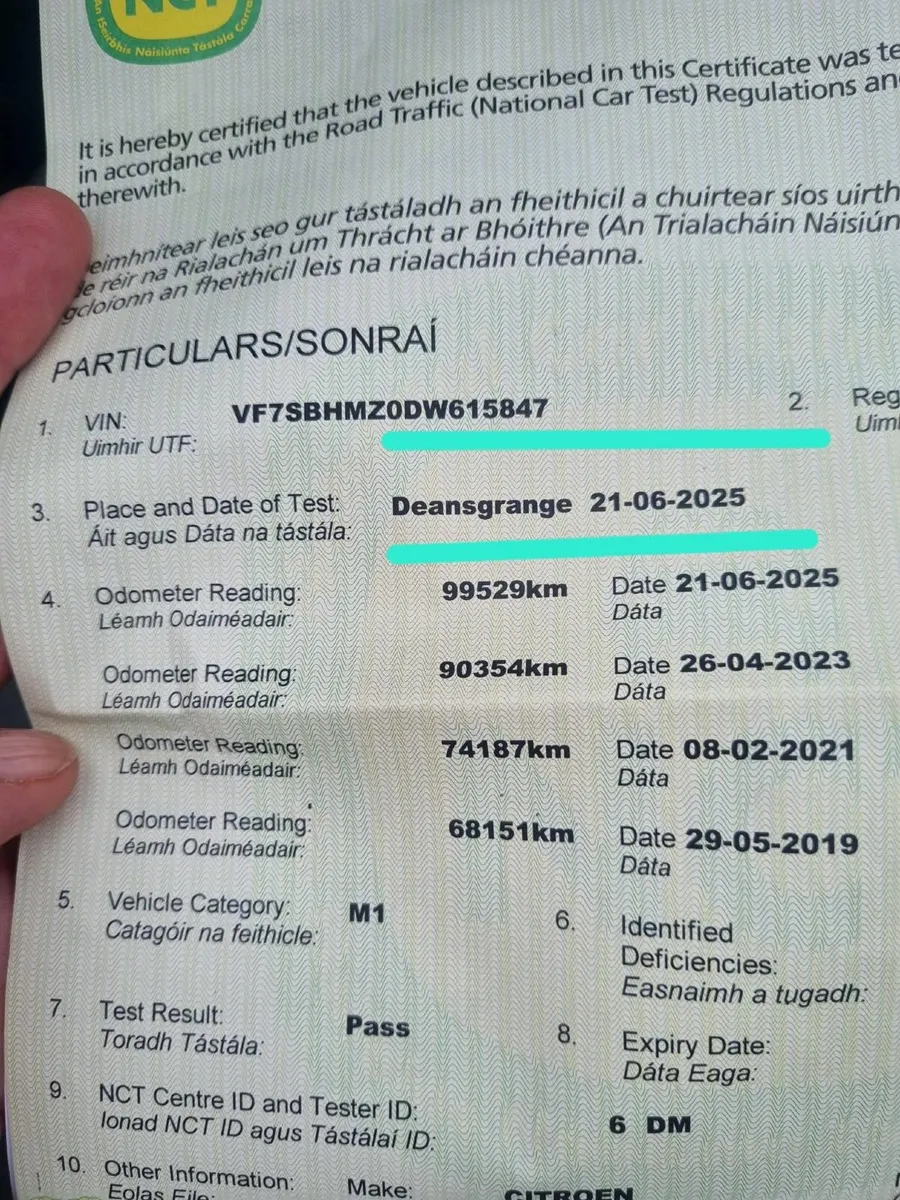 An tSeirbhís Náisiúnta Tástála Carra
It is hereby certified that the vehicle described in this Certificate was te
in accordance with the Road Traffic (National Car Test) Regulations an
therewith.
eimhnítear leis seo gur tástáladh an fheithicil a chuirtear síos uirth
de réir na Rialachán um Thrácht ar Bhóithre (An Trialacháin Náisiún
gcloíonn an fheithicil leis na rialacháin chéanna.
PARTICULARS/SONRAÍ
1. VIN: VF7SBHMZ0DW615847 2. Reg
Uimhir UTF: Uimh
3. Place and Date of Test: Deansgrange 21-06-2025
Áit agus Dáta na tástála:
4. Odometer Reading: 99529km Date 21-06-2025
Léamh Odaiméadair: Dáta
Odometer Reading: 90354km Date 26-04-2023
Léamh Odaiméadair: Dáta
Odometer Reading: 74187km Date 08-02-2021
Léamh Odaiméadair: Dáta
Odometer Reading: 68151km Date 29-05-2019
Léamh Odaiméadair: Dáta
5. Vehicle Category: M1 6. Identified
Catagóir na feithicle: Deficiencies:
Easnaimh a tugadh:
7. Test Result: Pass 8. Expiry Date:
Toradh Tástála: Dáta Eaga:
9. NCT Centre ID and Tester ID: 6 DM
Ionad NCT ID agus Tástálaí ID:
10. Other Information: Make: CITROEN
Eolas Eile: